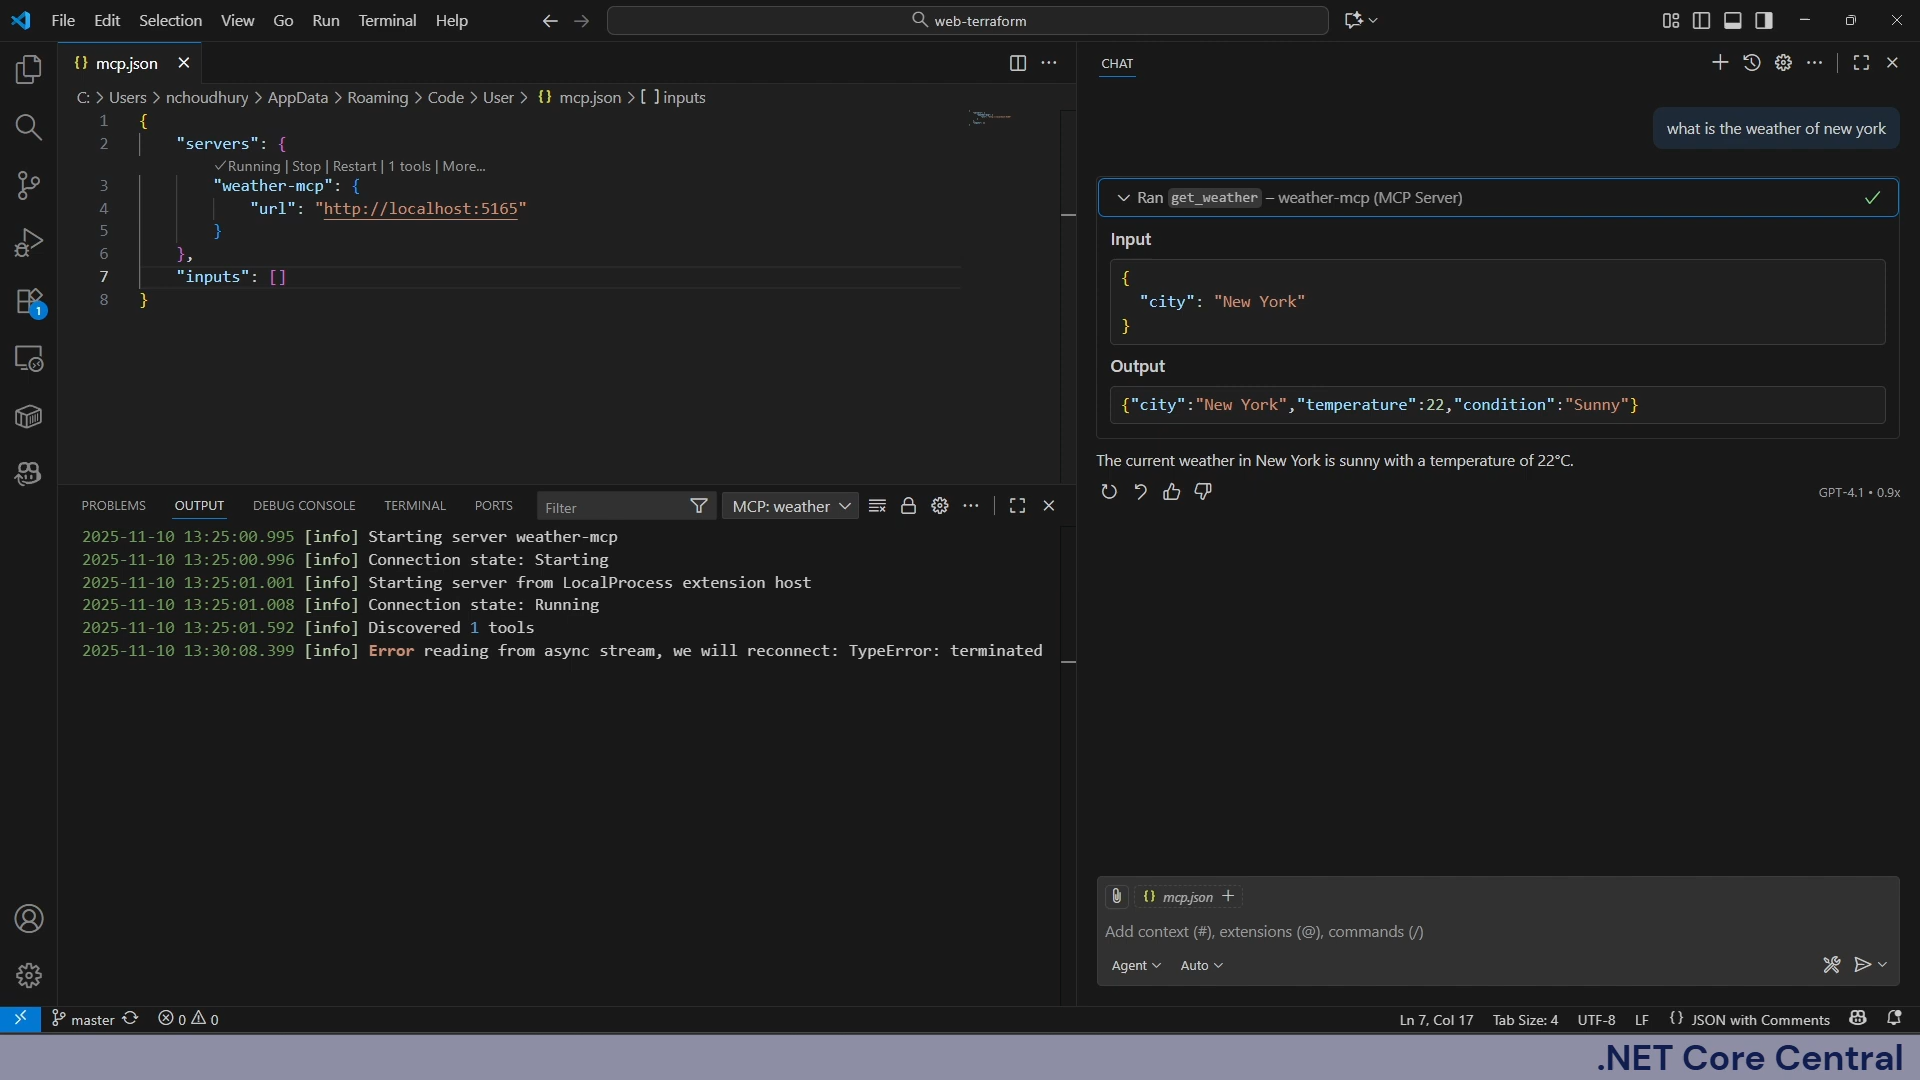 File Edit Selection View Go Run Terminal Help
web-terraform
{} mcp.json
C: > Users > nchoudhury > AppData > Roaming > Code > User > {} mcp.json > [ ] inputs
1 {
2 "servers": {
✓Running | Stop | Restart | 1 tools | More...
3 "weather-mcp": {
4 "url": "http://localhost:5165"
5 }
6 },
7 "inputs": []
8 }
1
PROBLEMS OUTPUT DEBUG CONSOLE TERMINAL PORTS Filter MCP: weather
2025-11-10 13:25:00.995 [info] Starting server weather-mcp
2025-11-10 13:25:00.996 [info] Connection state: Starting
2025-11-10 13:25:01.001 [info] Starting server from LocalProcess extension host
2025-11-10 13:25:01.008 [info] Connection state: Running
2025-11-10 13:25:01.592 [info] Discovered 1 tools
2025-11-10 13:30:08.399 [info] Error reading from async stream, we will reconnect: TypeError: terminated
CHAT
what is the weather of new york
Ran get_weather – weather-mcp (MCP Server)
Input
{
"city": "New York"
}
Output
{"city":"New York","temperature":22,"condition":"Sunny"}
The current weather in New York is sunny with a temperature of 22°C.
GPT-4.1 • 0.9x
{} mcp.json +
Add context (#), extensions (@), commands (/)
Agent Auto
master 0 0
Ln 7, Col 17 Tab Size: 4 UTF-8 LF {} JSON with Comments
.NET Core Central